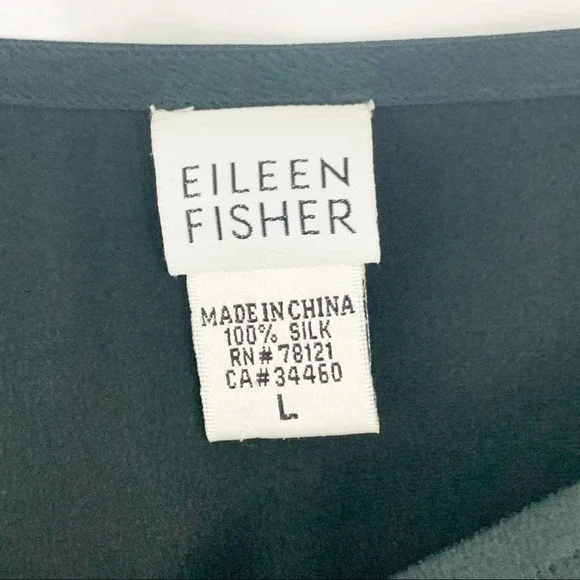 EILEEN
FISHER
MADE IN CHINA
100% SILK
RN# 78121
CA# 34460
L